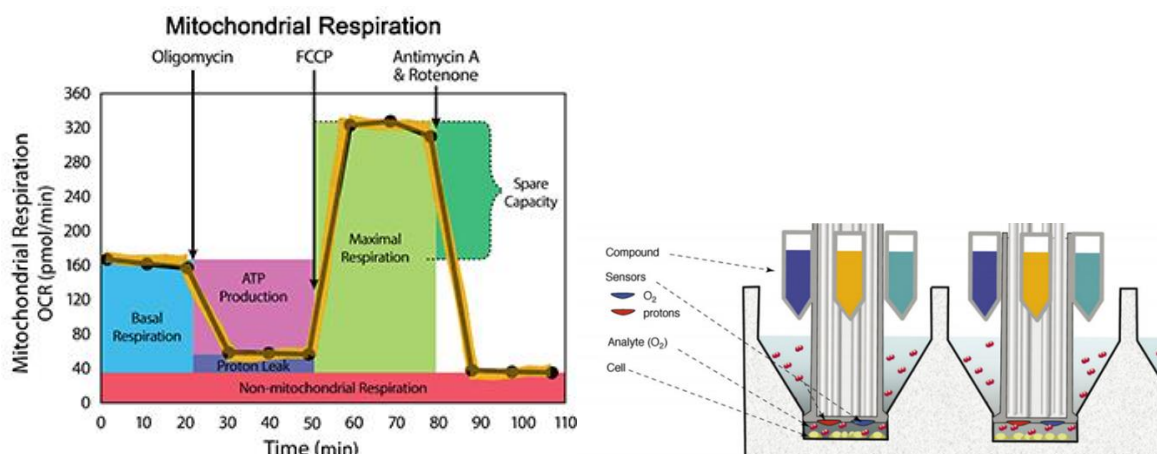 Mitochondrial Respiration
Oligomycin
FCCP
Antimycin A
& Rotenone
Mitochondrial Respiration
OCR (pmol/min)
360
320
280
240
200
160
120
80
40
0
Basal
Respiration
ATP
Production
Proton Leak
Maximal
Respiration
Spare
Capacity
Non-mitochondrial Respiration
0 10 20 30 40 50 60 70 80 90 100 110
Time (min)
Compound
Sensors
O2
protons
Analyte (O2)
Cell